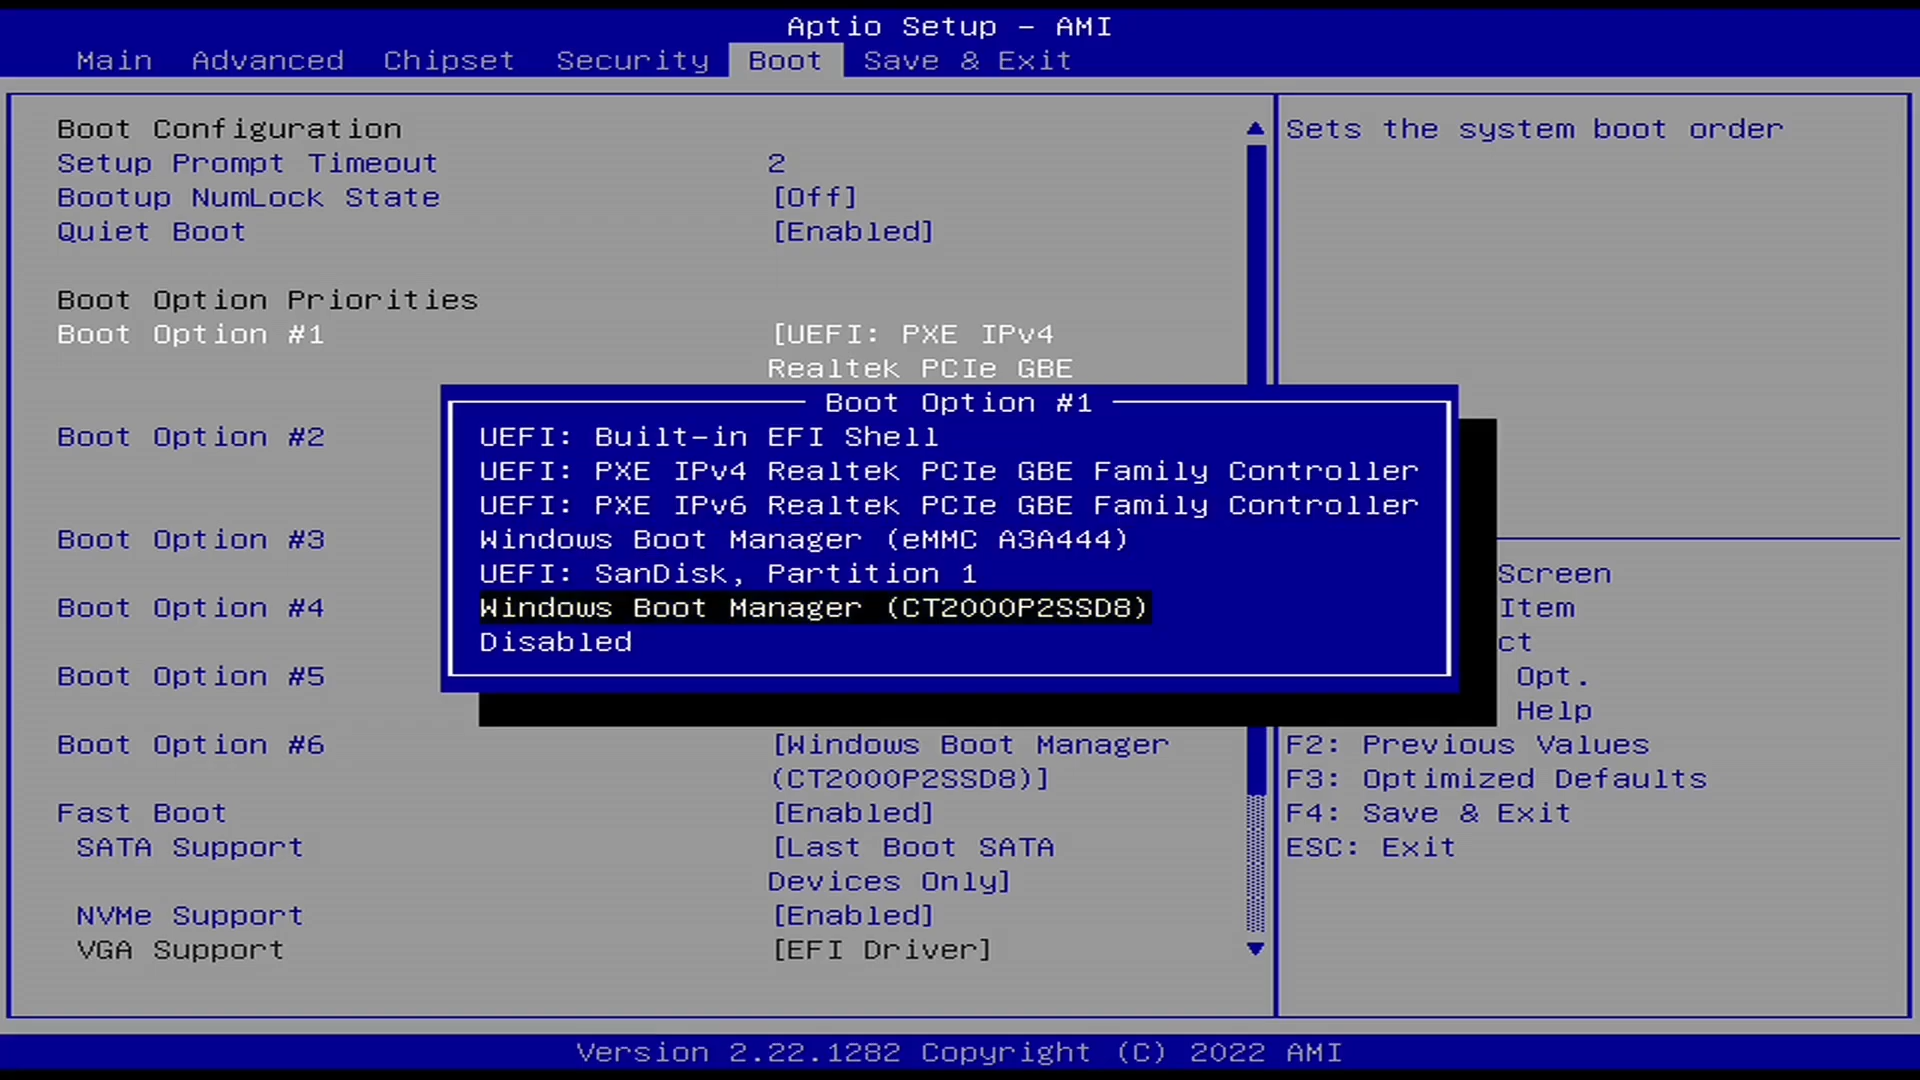 Aptio Setup – AMI
Main Advanced Chipset Security Boot Save & Exit
Boot Configuration
Setup Prompt Timeout 2
Bootup NumLock State [Off]
Quiet Boot [Enabled]
Boot Option Priorities
Boot Option #1 [UEFI: PXE IPv4
Realtek PCIe GBE
Boot Option #2
Boot Option #3
Boot Option #4
Boot Option #5
Boot Option #6 [Windows Boot Manager
(CT2000P2SSD8)]
Fast Boot [Enabled]
SATA Support [Last Boot SATA
Devices Only]
NVMe Support [Enabled]
VGA Support [EFI Driver]
Boot Option #1
UEFI: Built-in EFI Shell
UEFI: PXE IPv4 Realtek PCIe GBE Family Controller
UEFI: PXE IPv6 Realtek PCIe GBE Family Controller
Windows Boot Manager (eMMC A3A444)
UEFI: SanDisk, Partition 1
Windows Boot Manager (CT2000P2SSD8)
Disabled
Sets the system boot order
Screen
Item
ct
Opt.
Help
F2: Previous Values
F3: Optimized Defaults
F4: Save & Exit
ESC: Exit
Version 2.22.1282 Copyright (C) 2022 AMI